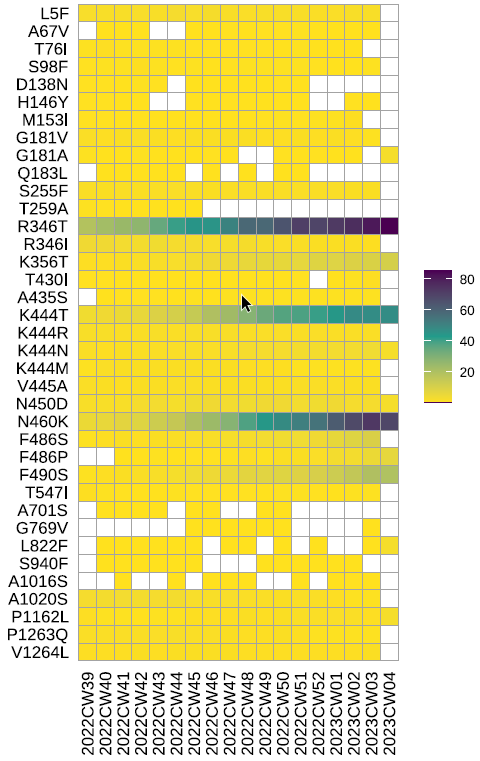 L5F
A67V
T76I
S98F
D138N
H146Y
M153I
G181V
G181A
Q183L
S255F
T259A
R346T
R346I
K356T
T430I
A435S
K444T
K444R
K444N
K444M
V445A
N450D
N460K
F486S
F486P
F490S
T547I
A701S
G769V
L822F
S940F
A1016S
A1020S
P1162L
P1263Q
V1264L
80
60
40
20
2022CW39
2022CW40
2022CW41
2022CW42
2022CW43
2022CW44
2022CW45
2022CW46
2022CW47
2022CW48
2022CW49
2022CW50
2022CW51
2022CW52
2023CW01
2023CW02
2023CW03
2023CW04